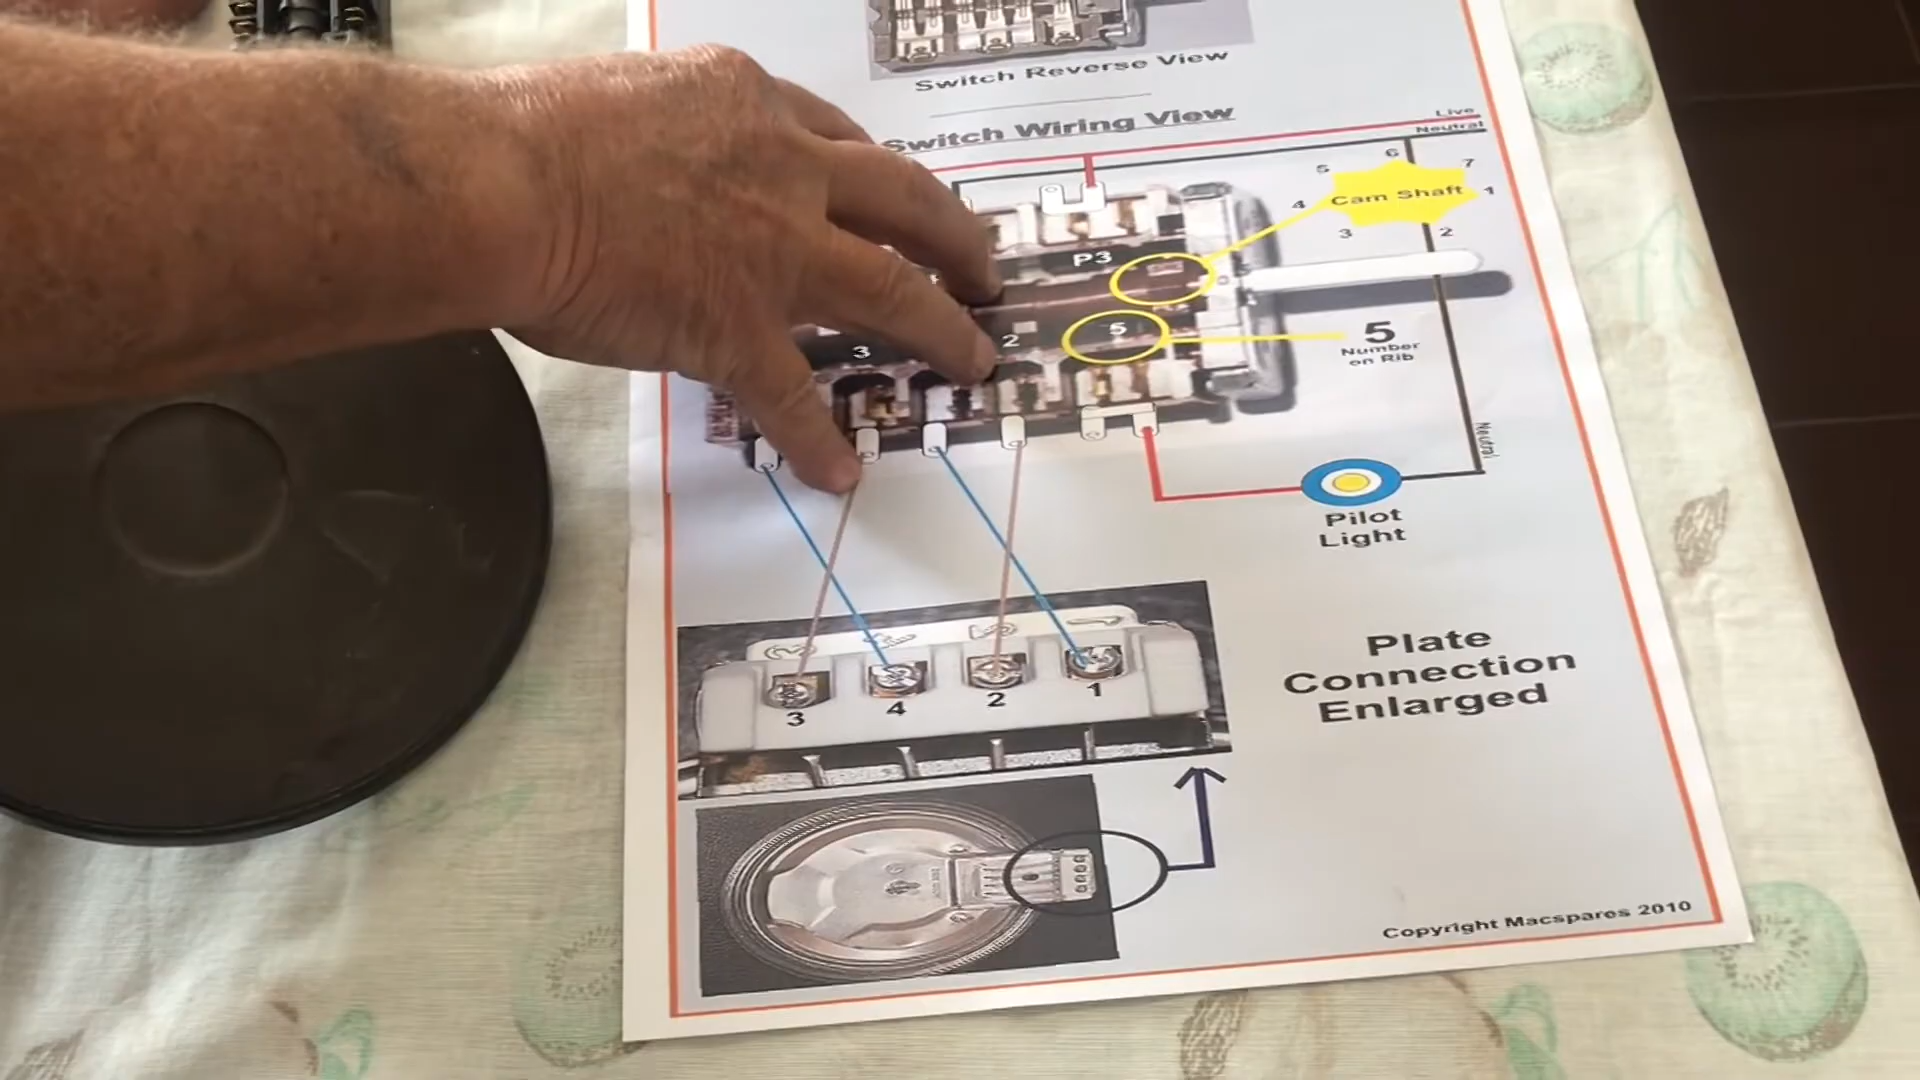 Switch Reverse View
Switch Wiring View
Live
Neutral
6
5
7
Cam Shaft
1
4
3
2
P3
5
2
3
5
Number
on Rib
Neutral
Pilot
Light
3
4
2
1
Plate
Connection
Enlarged
Copyright Macspares 2010